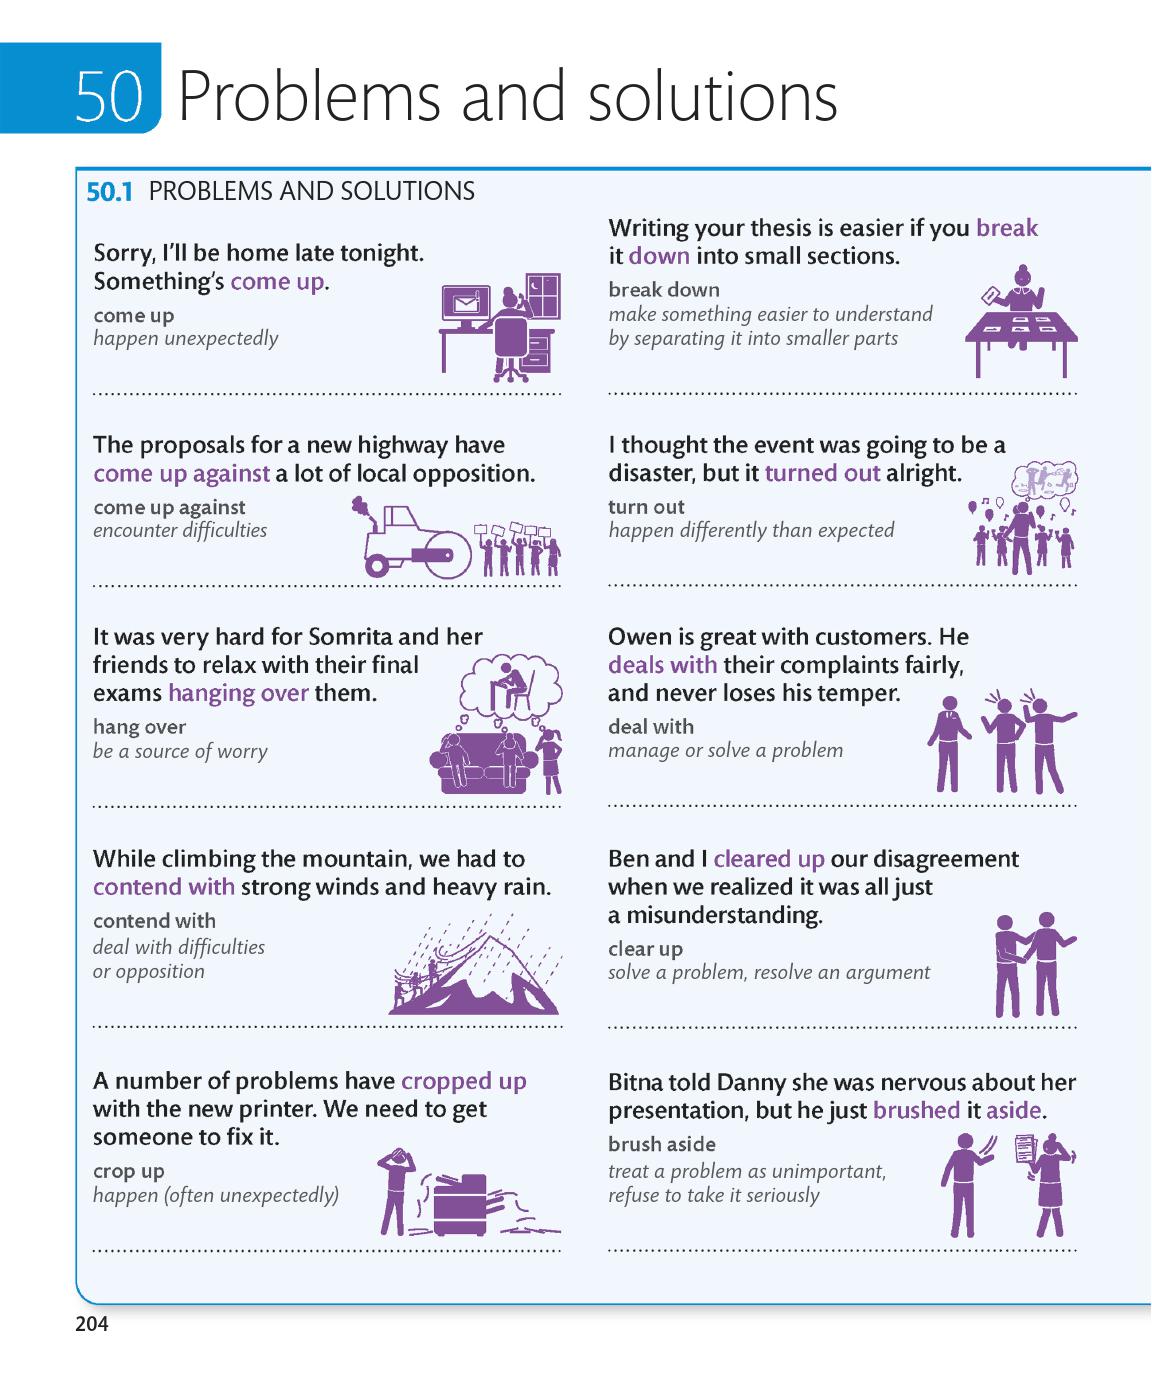 50 Problems and solutions
50.1 PROBLEMS AND SOLUTIONS
Sorry, I'll be home late tonight.
Something's come up.
come up
happen unexpectedly
The proposals for a new highway have
come up against a lot of local opposition.
come up against
encounter difficulties
It was very hard for Somrita and her
friends to relax with their final
exams hanging over them.
hang over
be a source of worry
While climbing the mountain, we had to
contend with strong winds and heavy rain.
contend with
deal with difficulties
or opposition
A number of problems have cropped up
with the new printer. We need to get
someone to fix it.
crop up
happen (often unexpectedly)
Writing your thesis is easier if you break
it down into small sections.
break down
make something easier to understand
by separating it into smaller parts
I thought the event was going to be a
disaster, but it turned out alright.
turn out
happen differently than expected
Owen is great with customers. He
deals with their complaints fairly,
and never loses his temper.
deal with
manage or solve a problem
Ben and I cleared up our disagreement
when we realized it was all just
a misunderstanding.
clear up
solve a problem, resolve an argument
Bitna told Danny she was nervous about her
presentation, but he just brushed it aside.
brush aside
treat a problem as unimportant,
refuse to take it seriously
204